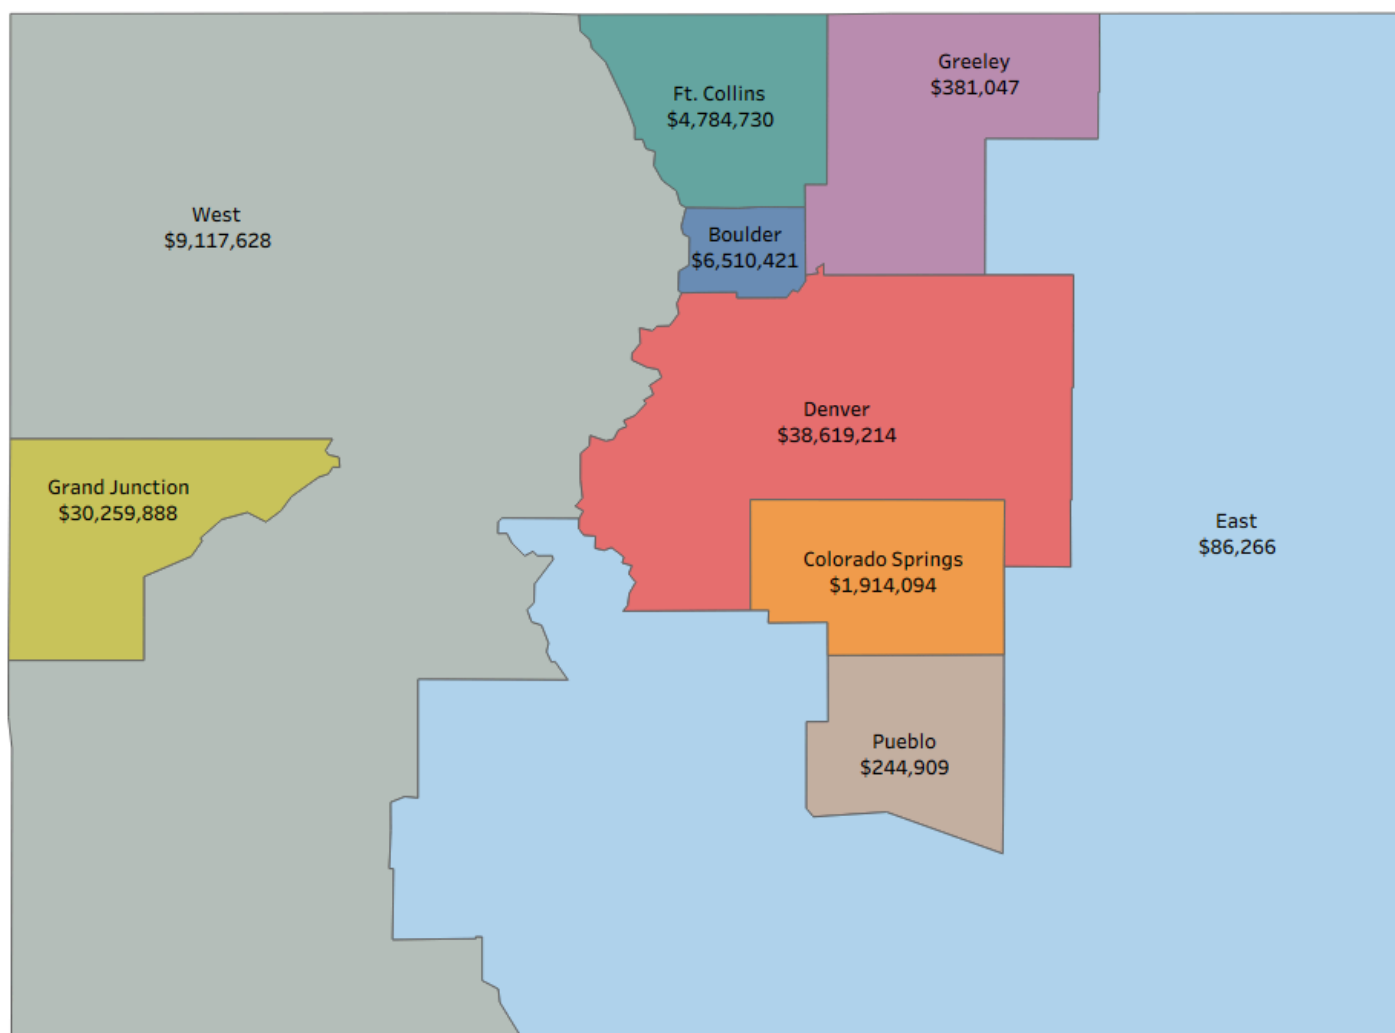 Greeley
$381,047
Ft. Collins
$4,784,730
West
$9,117,628
Boulder
$6,510,421
Denver
$38,619,214
Grand Junction
$30,259,888
East
$86,266
Colorado Springs
$1,914,094
Pueblo
$244,909